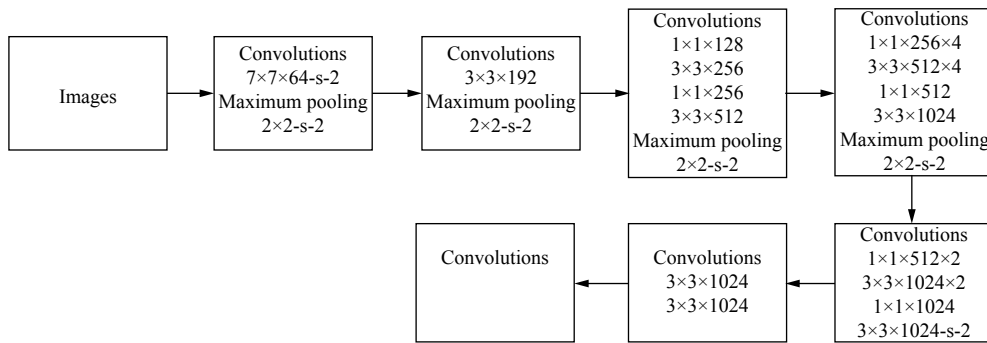 Images
Convolutions
7×7×64-s-2
Maximum pooling
2×2-s-2
Convolutions
3×3×192
Maximum pooling
2×2-s-2
Convolutions
1×1×128
3×3×256
1×1×256
3×3×512
Maximum pooling
2×2-s-2
Convolutions
1×1×256×4
3×3×512×4
1×1×512
3×3×1024
Maximum pooling
2×2-s-2
Convolutions
1×1×512×2
3×3×1024×2
1×1×1024
3×3×1024-s-2
Convolutions
3×3×1024
3×3×1024
Convolutions